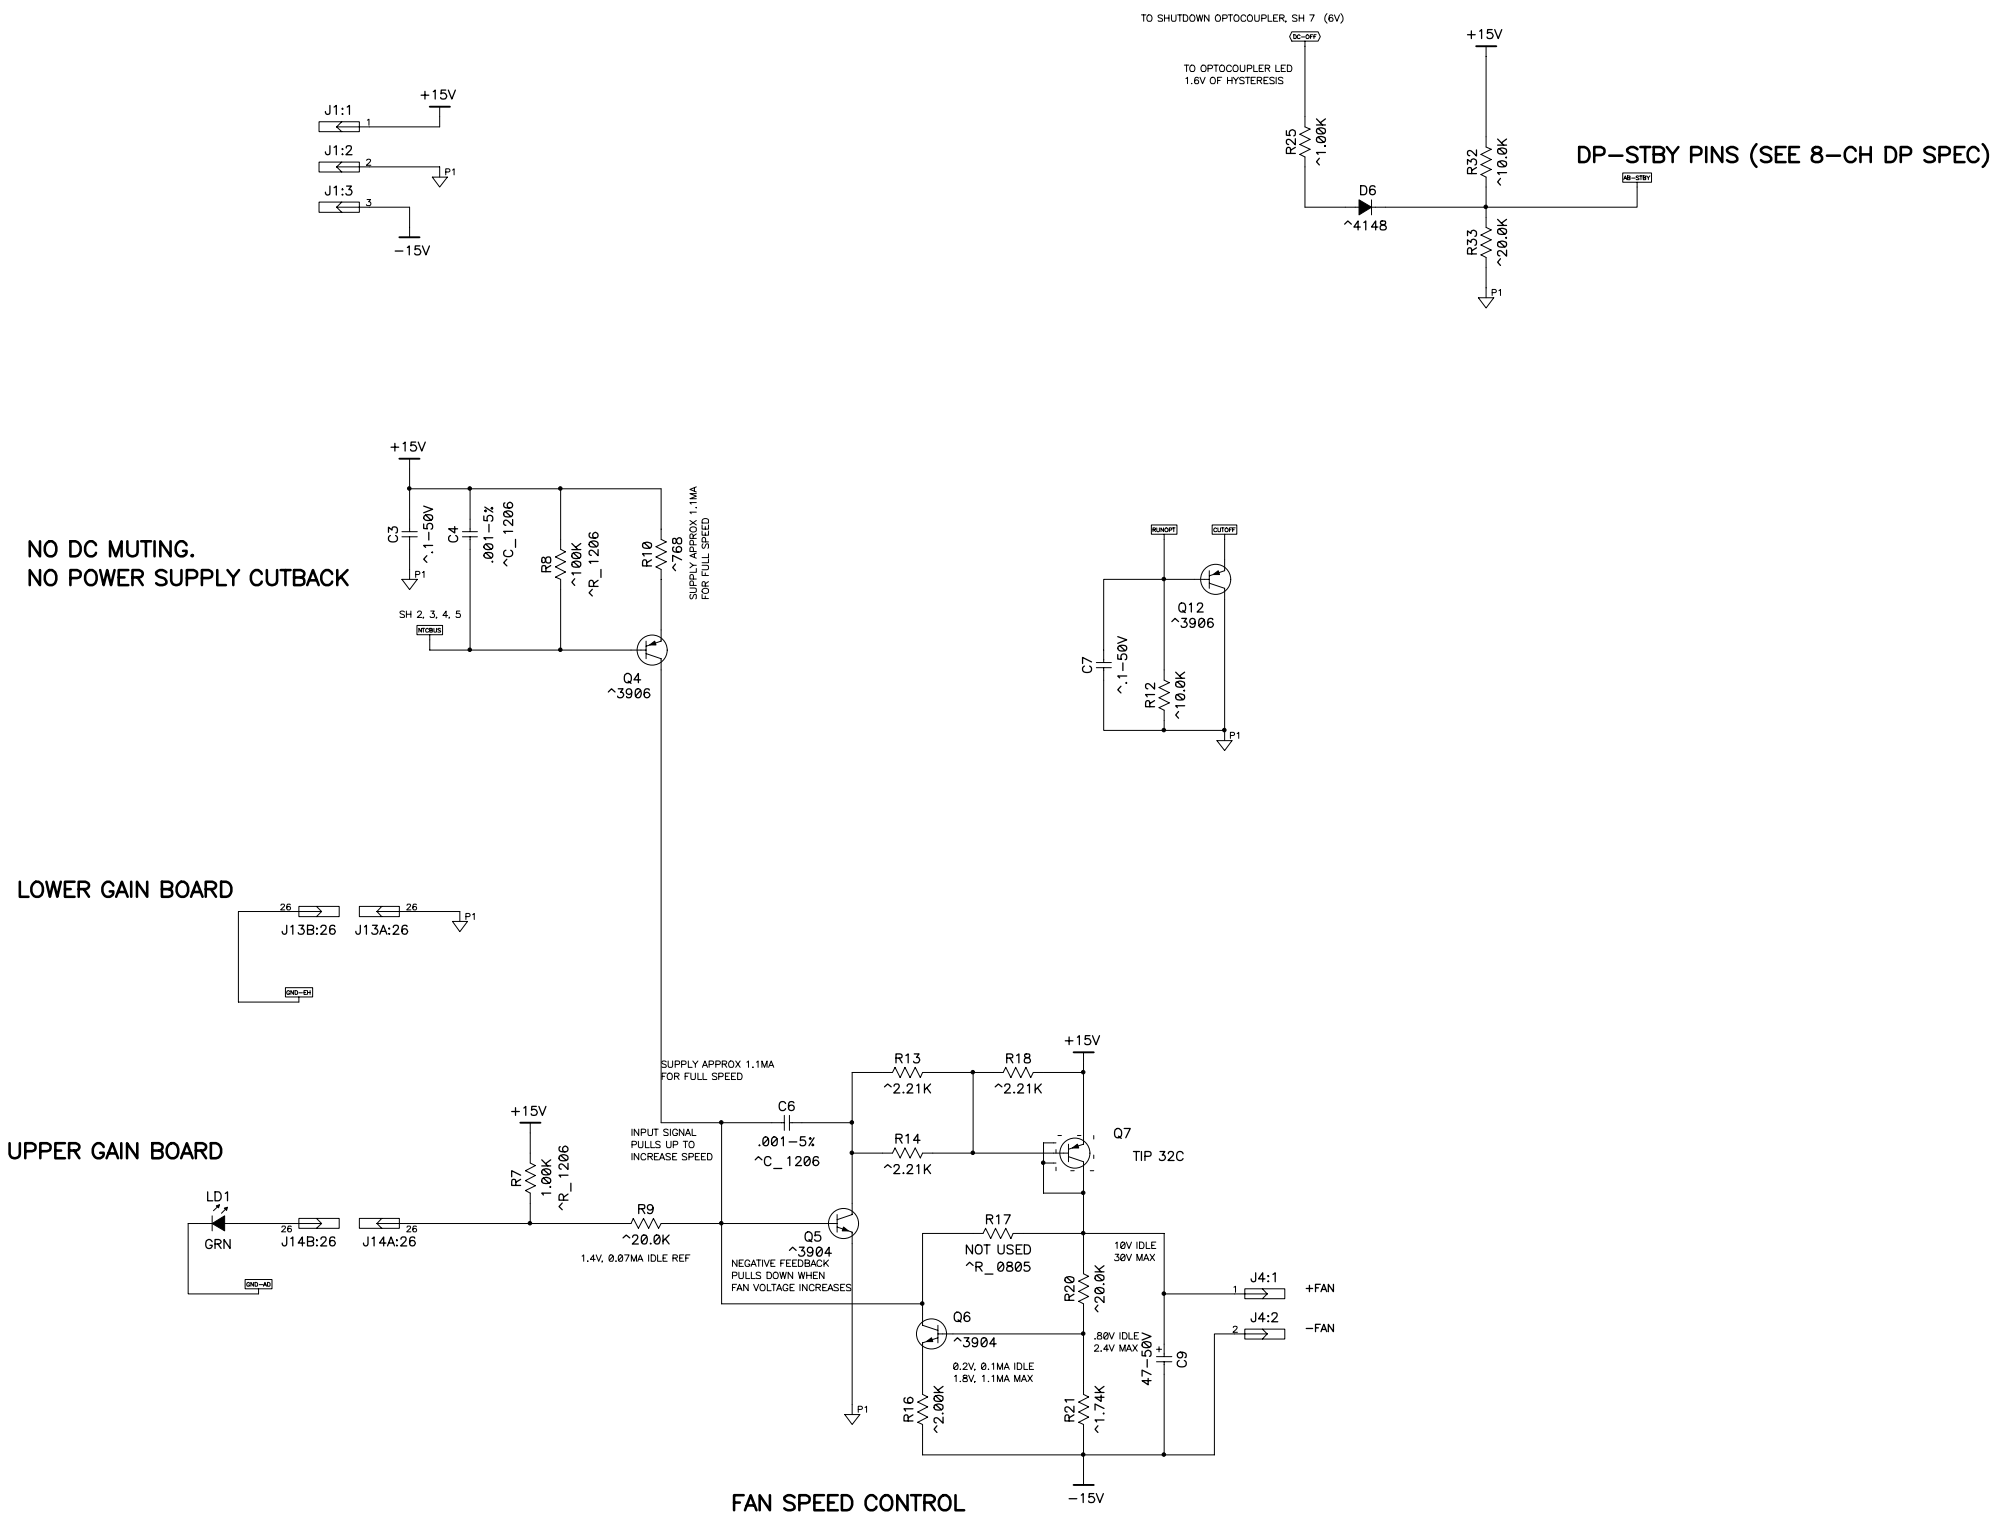 TO SHUTDOWN OPTOCOUPLER, SH 7 (6V)
DC-OFF
+15V
TO OPTOCOUPLER LED
1.6V OF HYSTERESIS
+15V
J1:1
1
J1:2
2
P1
J1:3
3
-15V
R25
^1.00K
R32
^10.0K
DP-STBY PINS (SEE 8-CH DP SPEC)
AB-STBY
D6
^4148
R33
^20.0K
P1
+15V
NO DC MUTING.
NO POWER SUPPLY CUTBACK
C3
^.1-50V
P1
C4
.001-5%
^C_1206
R8
^100K
^R_1206
R10
^768
SUPPLY APPROX 1.1MA
FOR FULL SPEED
SH 2, 3, 4, 5
NTCBUS
Q4
^3906
RUNOPT
CUTOFF
Q12
^3906
C7
^.1-50V
R12
^10.0K
P1
LOWER GAIN BOARD
26
26
P1
J13B:26
J13A:26
GND-EH
SUPPLY APPROX 1.1MA
FOR FULL SPEED
+15V
R13
^2.21K
R18
^2.21K
C6
.001-5%
^C_1206
R14
^2.21K
Q7
TIP 32C
UPPER GAIN BOARD
+15V
R7
1.00K
^R_1206
INPUT SIGNAL
PULLS UP TO
INCREASE SPEED
LD1
GRN
26
J14B:26
26
J14A:26
GND-AD
R9
^20.0K
1.4V, 0.07MA IDLE REF
Q5
^3904
NEGATIVE FEEDBACK
PULLS DOWN WHEN
FAN VOLTAGE INCREASES
R17
NOT USED
^R_0805
10V IDLE
30V MAX
R20
^20.0K
J4:1
1
+FAN
J4:2
2
-FAN
Q6
^3904
.80V IDLE
2.4V MAX
0.2V, 0.1MA IDLE
1.8V, 1.1MA MAX
47-50V
+
C9
R16
^2.00K
R21
^1.74K
P1
-15V
FAN SPEED CONTROL